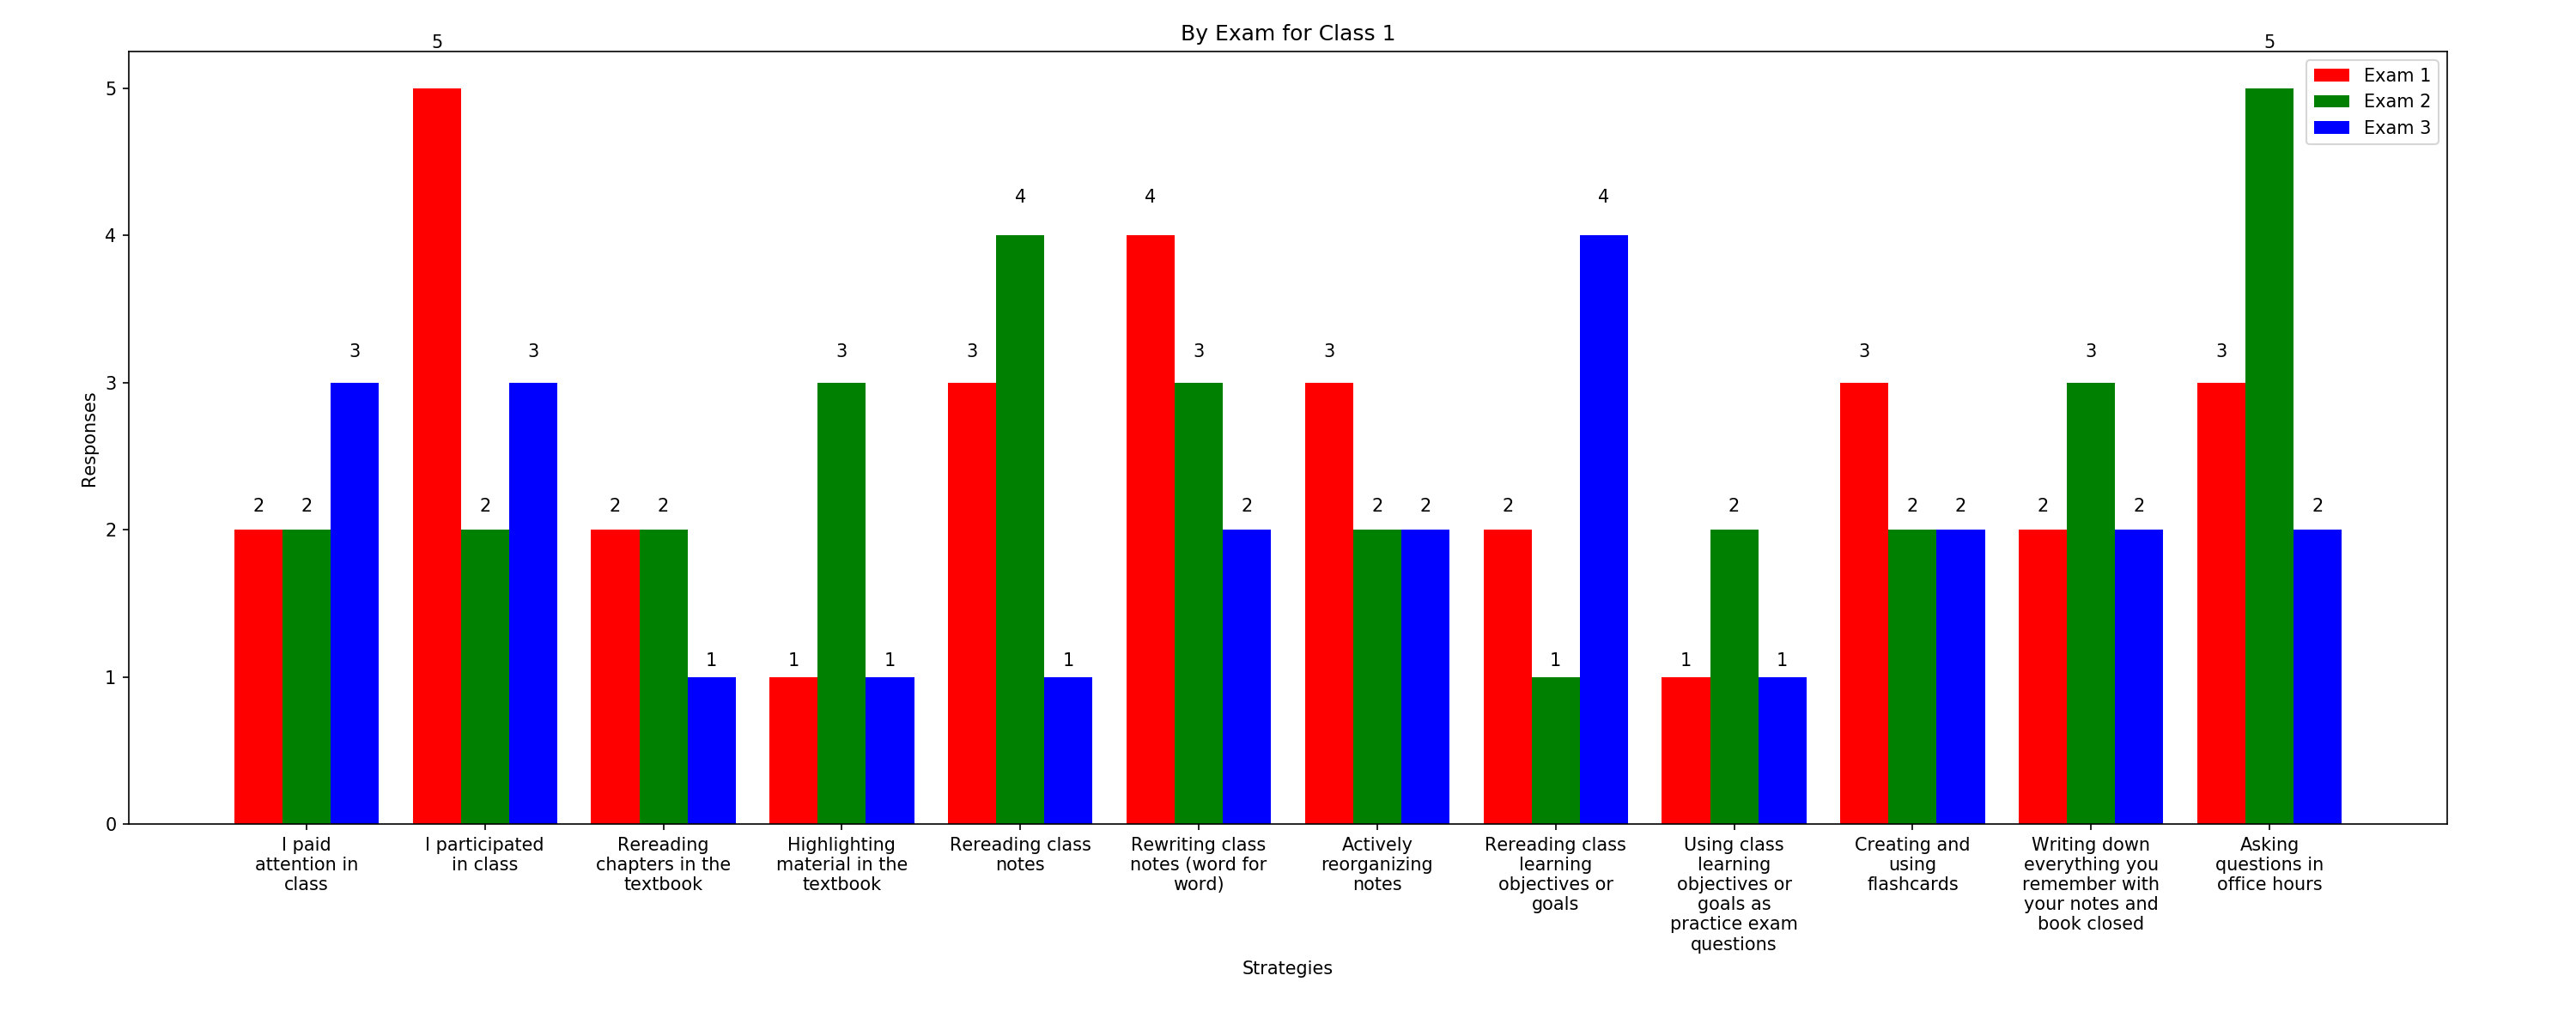 By Exam for Class 1
5
5
Exam 1
Exam 2
Exam 3
5
4
3
2
1
0
Responses
2
2
3
5
2
3
2
2
1
1
3
1
3
4
1
4
3
2
3
2
2
2
1
4
1
2
1
3
2
2
2
3
2
3
2
I paid
attention in
class
I participated
in class
Rereading
chapters in the
textbook
Highlighting
material in the
textbook
Rereading class
notes
Rewriting class
notes (word for
word)
Actively
reorganizing
notes
Rereading class
learning
objectives or
goals
Using class
learning
objectives or
goals as
practice exam
questions
Creating and
using
flashcards
Writing down
everything you
remember with
your notes and
book closed
Asking
questions in
office hours
Strategies